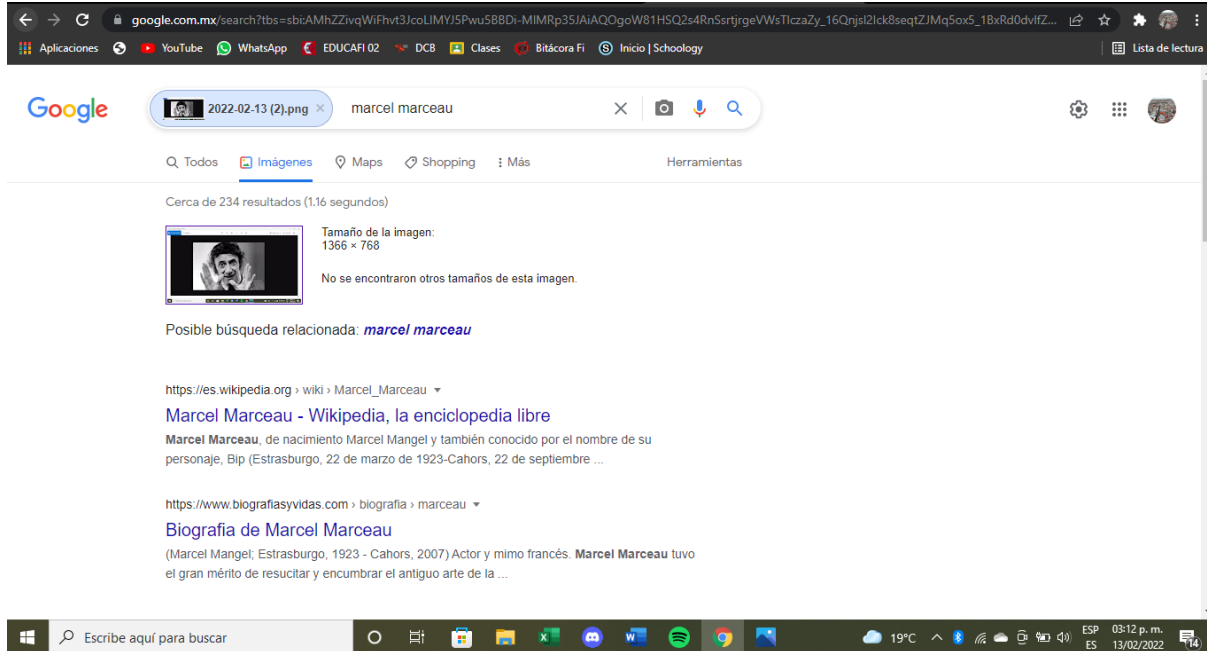 google.com.mx/search?tbs=sbi:AMhZZivqWiFhvt3JcoLIMYJ5Pwu5BBDi-MIMRp35JAiAQOgoW81HSQ2s4RnSsrtjrgeVWsTIczaZy_16Qnjsl2Ick8seqtZJMq5ox5_1BxRd0dvIfZ...
Aplicaciones YouTube WhatsApp EDUCAFI 02 DCB Clases Bitácora Fi Inicio | Schoology Lista de lectura
Google 2022-02-13 (2).png × marcel marceau
Todos Imágenes Maps Shopping Más Herramientas
Cerca de 234 resultados (1.16 segundos)
Tamaño de la imagen:
1366 × 768
No se encontraron otros tamaños de esta imagen.
Posible búsqueda relacionada: marcel marceau
https://es.wikipedia.org › wiki › Marcel_Marceau
Marcel Marceau - Wikipedia, la enciclopedia libre
Marcel Marceau, de nacimiento Marcel Mangel y también conocido por el nombre de su
personaje, Bip (Estrasburgo, 22 de marzo de 1923-Cahors, 22 de septiembre ...
https://www.biografiasyvidas.com › biografia › marceau
Biografia de Marcel Marceau
(Marcel Mangel; Estrasburgo, 1923 - Cahors, 2007) Actor y mimo francés. Marcel Marceau tuvo
el gran mérito de resucitar y encumbrar el antiguo arte de la ...
Escribe aquí para buscar 19°C ESP 03:12 p. m.
ES 13/02/2022 14